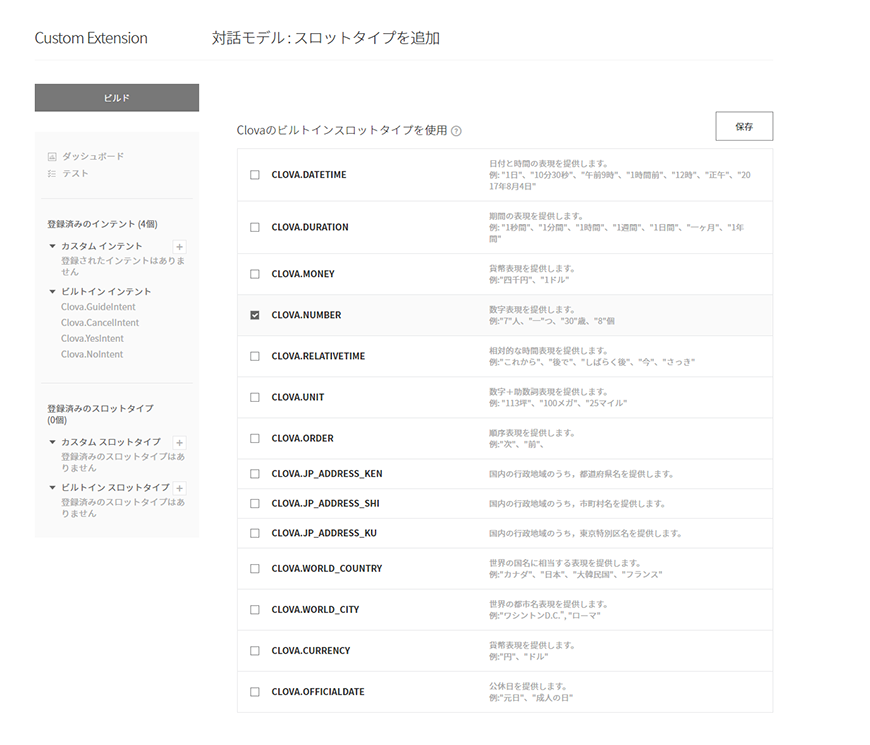 Custom Extension
対話モデル : スロットタイプを追加
ビルド
ダッシュボード
テスト
登録済みのインテント (4個)
カスタム インテント +
登録されたインテントはありま
せん
ビルトイン インテント
Clova.GuideIntent
Clova.CancelIntent
Clova.YesIntent
Clova.NoIntent
登録済みのスロットタイプ
(0個)
カスタム スロットタイプ +
登録済みのスロットタイプはあ
りません
ビルトイン スロットタイプ +
登録済みのスロットタイプはあ
りません
Clovaのビルトインスロットタイプを使用 ?
保存
CLOVA.DATETIME
日付と時間の表現を提供します。
例: "1日"、"10分30秒"、"午前9時"、"1時間前"、"12時"、"正午"、"20
17年8月4日"
CLOVA.DURATION
期間の表現を提供します。
例: "1秒間"、"1分間"、"1時間"、"1週間"、"1日間"、"一ヶ月"、"1年
間"
CLOVA.MONEY
貨幣表現を提供します。
例:"四千円"、"1ドル"
CLOVA.NUMBER
数字表現を提供します。
例:"7"人、"一"つ、"30"歳、"8"個
CLOVA.RELATIVETIME
相対的な時間表現を提供します。
例:"これから"、"後で"、"しばらく後"、"今"、"さっき"
CLOVA.UNIT
数字＋助数詞表現を提供します。
例: "113坪"、"100メガ"、"25マイル"
CLOVA.ORDER
順序表現を提供します。
例:"次"、"前"、
CLOVA.JP_ADDRESS_KEN
国内の行政地域のうち，都道府県名を提供します。
CLOVA.JP_ADDRESS_SHI
国内の行政地域のうち，市町村名を提供します。
CLOVA.JP_ADDRESS_KU
国内の行政地域のうち，東京特別区名を提供します。
CLOVA.WORLD_COUNTRY
世界の国名に相当する表現を提供します。
例:"カナダ"、"日本"、"大韓民国"、"フランス"
CLOVA.WORLD_CITY
世界の都市名表現を提供します。
例:"ワシントンD.C.", "ローマ"
CLOVA.CURRENCY
貨幣表現を提供します。
例:"円"、"ドル"
CLOVA.OFFICIALDATE
公休日を提供します。
例:"元日"、"成人の日"